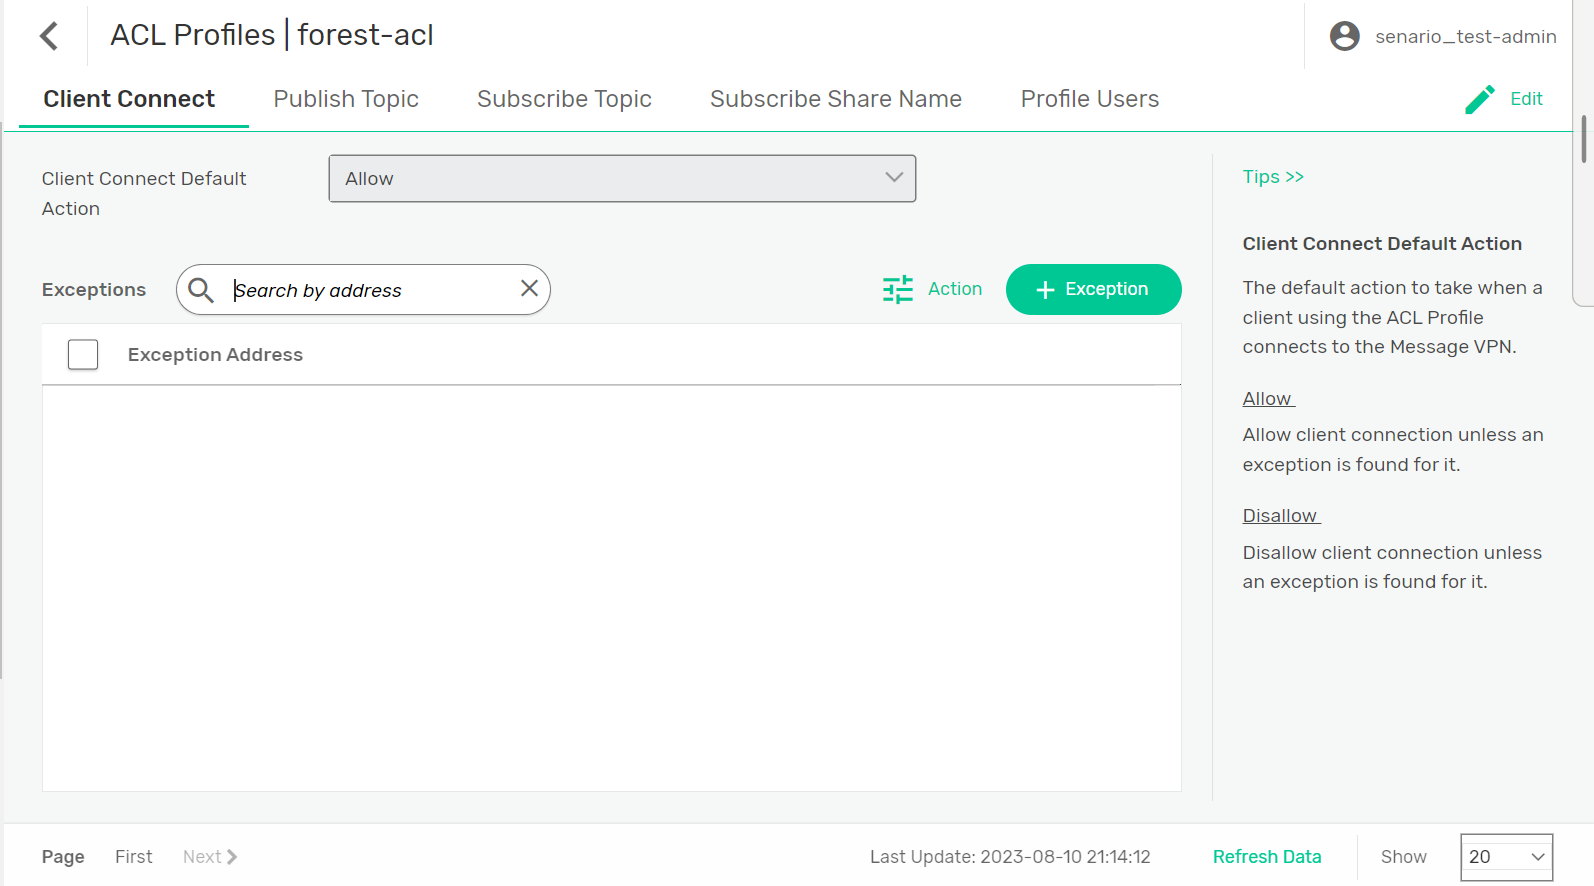 ACL Profiles | forest-acl
senario_test-admin
Client Connect
Publish Topic
Subscribe Topic
Subscribe Share Name
Profile Users
Edit
Client Connect Default
Action
Allow
Tips >>
Client Connect Default Action
The default action to take when a
client using the ACL Profile
connects to the Message VPN.
Allow
Allow client connection unless an
exception is found for it.
Disallow
Disallow client connection unless
an exception is found for it.
Exceptions
Search by address
Action
+ Exception
Exception Address
Page
First
Next
Last Update: 2023-08-10 21:14:12
Refresh Data
Show
20